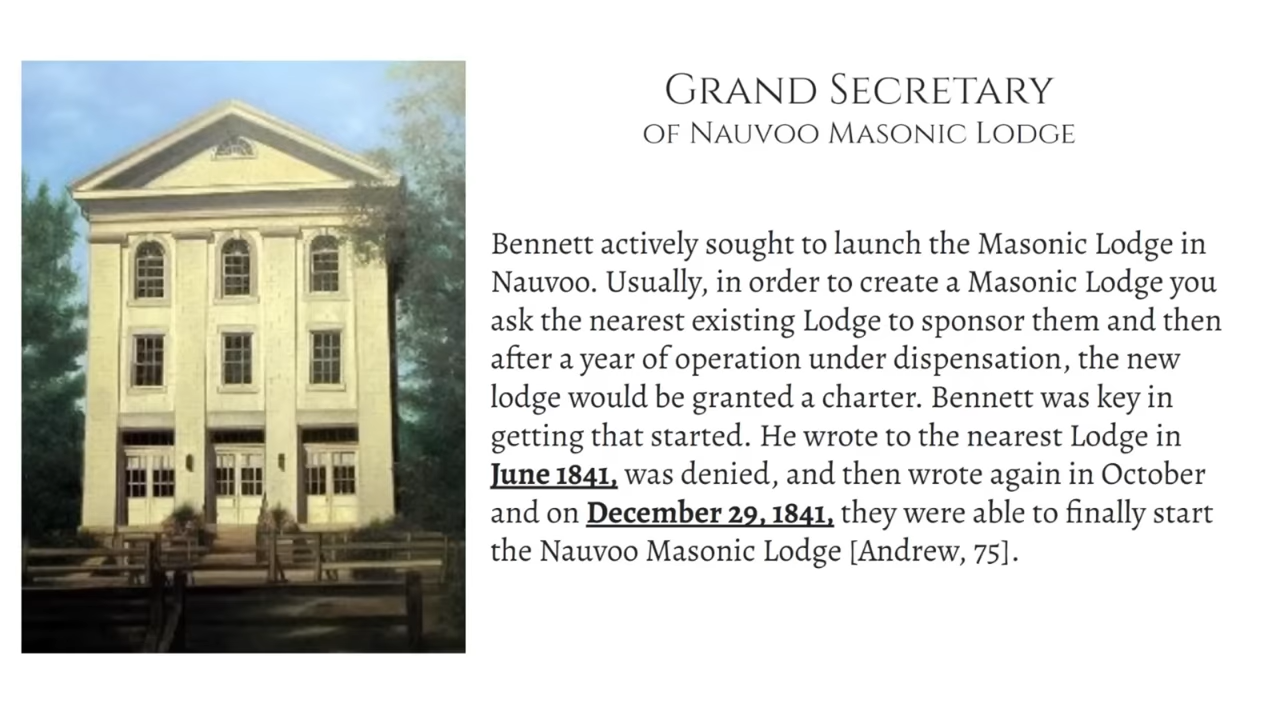 Grand Secretary
of Nauvoo Masonic Lodge
Bennett actively sought to launch the Masonic Lodge in
Nauvoo. Usually, in order to create a Masonic Lodge you
ask the nearest existing Lodge to sponsor them and then
after a year of operation under dispensation, the new
lodge would be granted a charter. Bennett was key in
getting that started. He wrote to the nearest Lodge in
June 1841, was denied, and then wrote again in October
and on December 29, 1841, they were able to finally start
the Nauvoo Masonic Lodge [Andrew, 75].